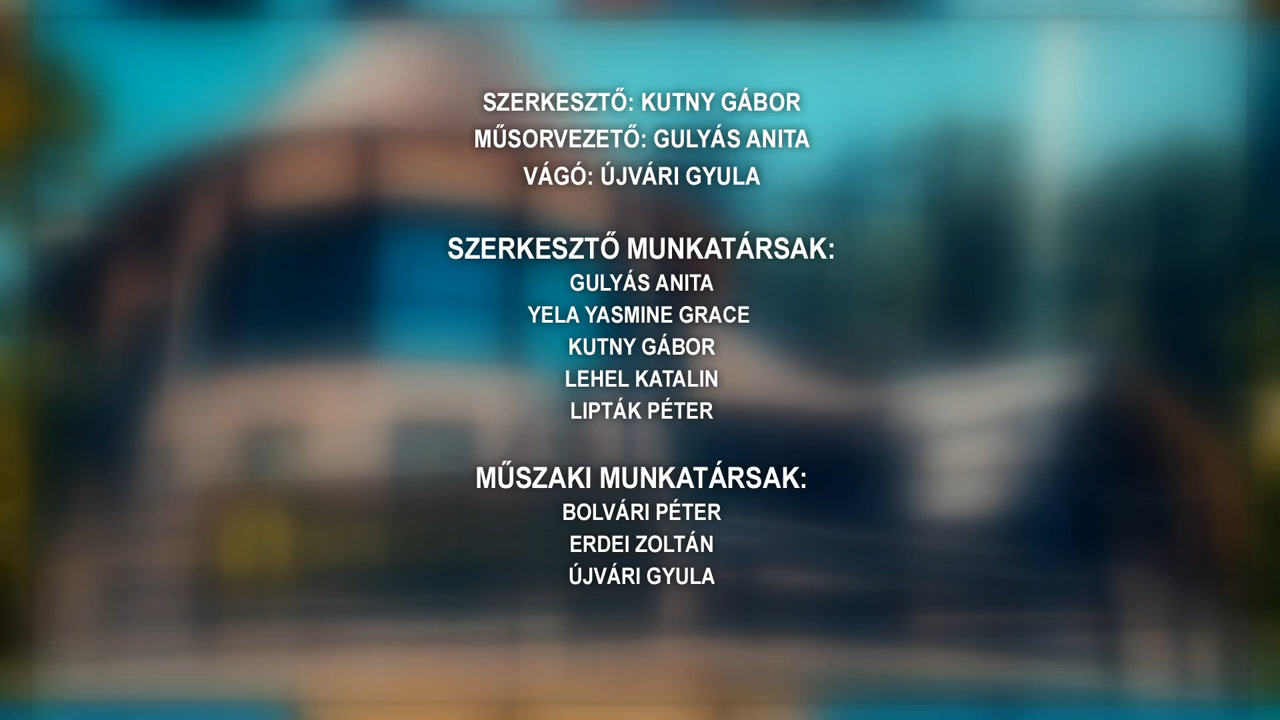 SZERKESZTŐ: KUTNY GÁBOR
MŰSORVEZETŐ: GULYÁS ANITA
VÁGÓ: ÚJVÁRI GYULA
SZERKESZTŐ MUNKATÁRSAK:
GULYÁS ANITA
YELA YASMINE GRACE
KUTNY GÁBOR
LEHEL KATALIN
LIPTÁK PÉTER
MŰSZAKI MUNKATÁRSAK:
BOLVÁRI PÉTER
ERDEI ZOLTÁN
ÚJVÁRI GYULA